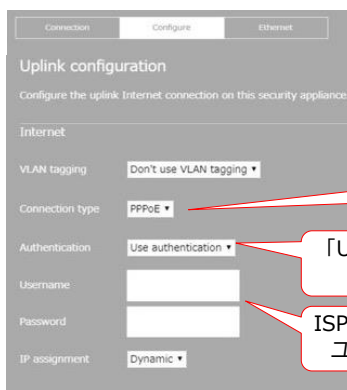 Connection Configure Ethernet
Uplink configuration
Configure the uplink Internet connection on this security appliance
Internet
VLAN tagging Don't use VLAN tagging
Connection type PPPoE
Authentication Use authentication
「U
Username
Password
ISP
ユ
IP assignment Dynamic